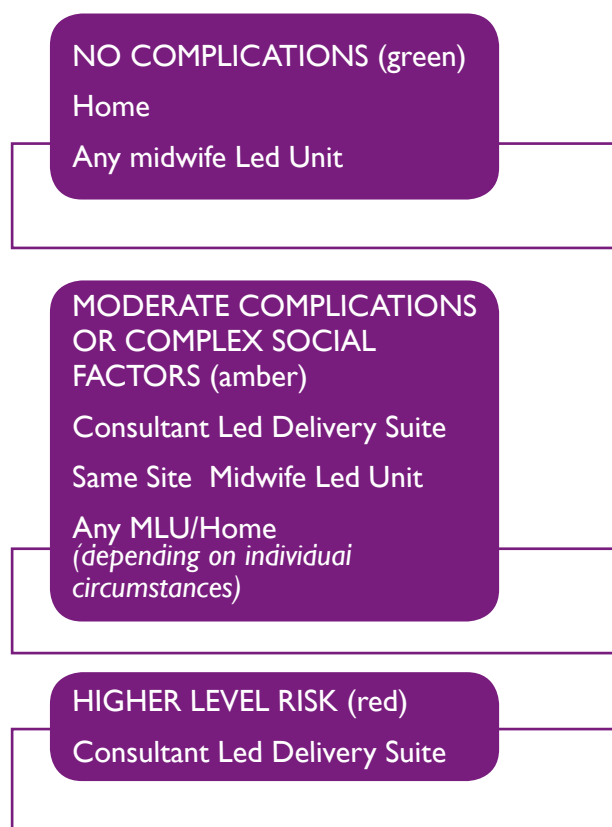 NO COMPLICATIONS (green)
Home
Any midwife Led Unit
MODERATE COMPLICATIONS
OR COMPLEX SOCIAL
FACTORS (amber)
Consultant Led Delivery Suite
Same Site Midwife Led Unit
Any MLU/Home
(depending on individual
circumstances)
HIGHER LEVEL RISK (red)
Consultant Led Delivery Suite